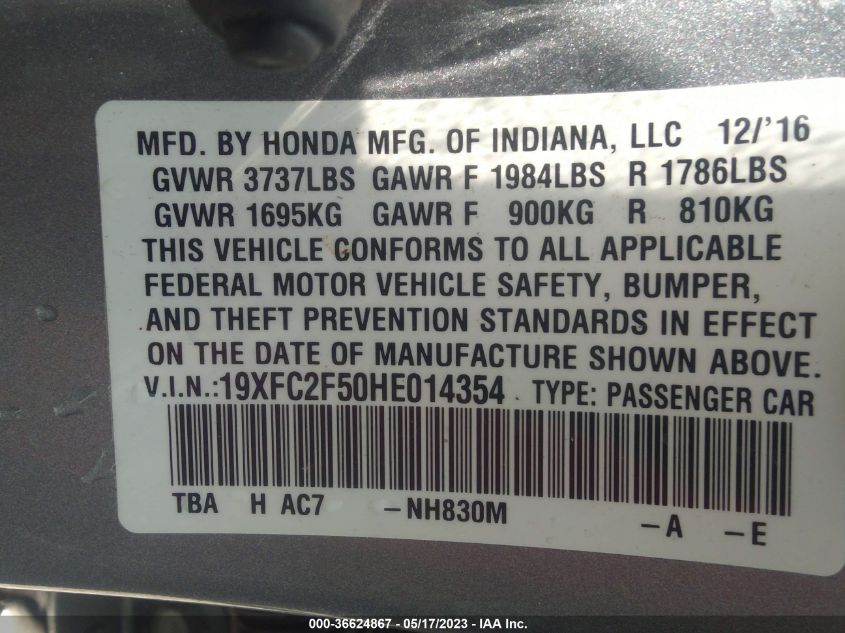 MFD. BY HONDA MFG. OF INDIANA, LLC 12/'16
GVWR 3737LBS GAWR F 1984LBS R 1786LBS
GVWR 1695KG GAWR F 900KG R 810KG
THIS VEHICLE CONFORMS TO ALL APPLICABLE
FEDERAL MOTOR VEHICLE SAFETY, BUMPER,
AND THEFT PREVENTION STANDARDS IN EFFECT
ON THE DATE OF MANUFACTURE SHOWN ABOVE.
V.I.N.:19XFC2F50HE014354 TYPE: PASSENGER CAR
TBA H AC7 -NH830M -A -E
000-36624867 - 05/17/2023 - IAA Inc.